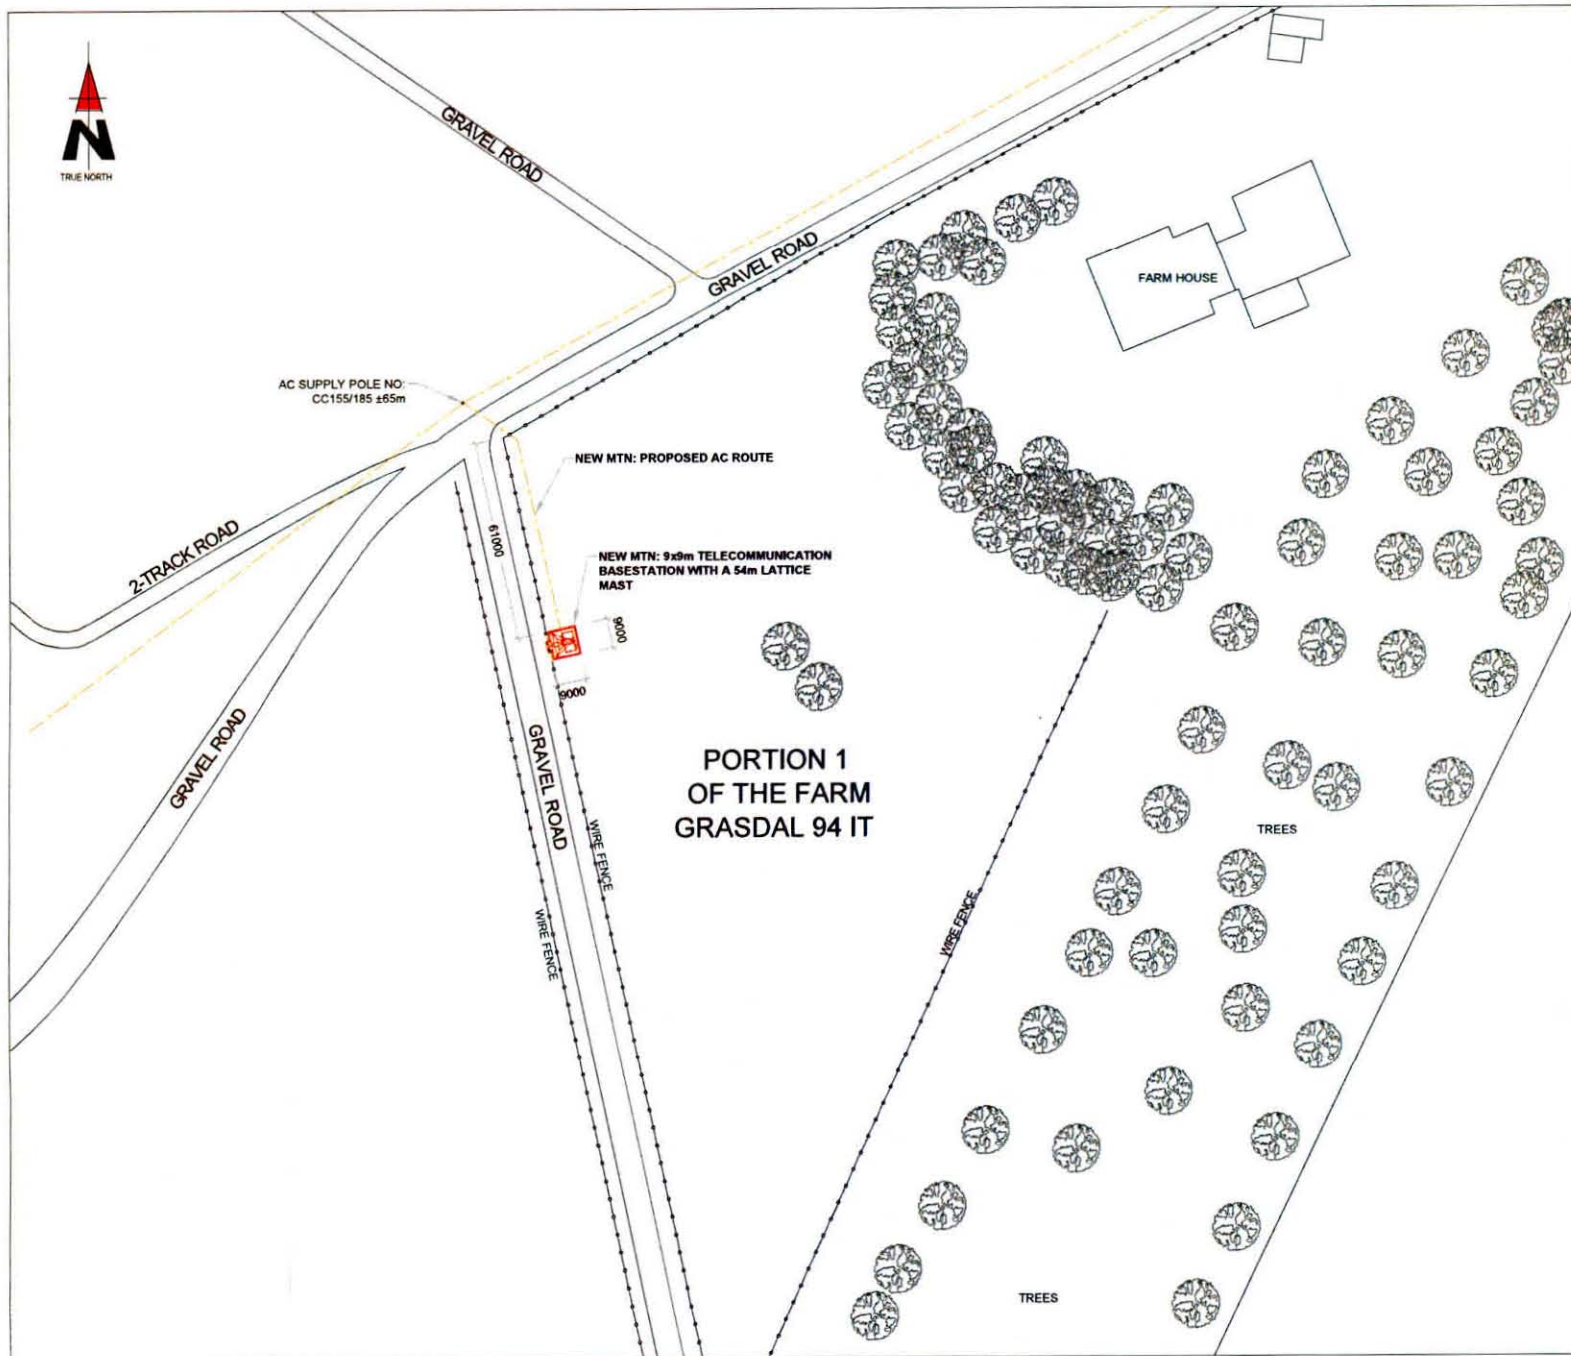 N
TRUE NORTH
GRAVEL ROAD
GRAVEL ROAD
FARM HOUSE
AC SUPPLY POLE NO:
CC155/185 ±65m
NEW MTN: PROPOSED AC ROUTE
2-TRACK ROAD
61000
NEW MTN: 9x9m TELECOMMUNICATION
BASESTATION WITH A 54m LATTICE
MAST
9000
9000
GRAVEL ROAD
GRAVEL ROAD
PORTION 1
OF THE FARM
GRASDAL 94 IT
WIRE FENCE
WIRE FENCE
WIRE FENCE
TREES
TREES